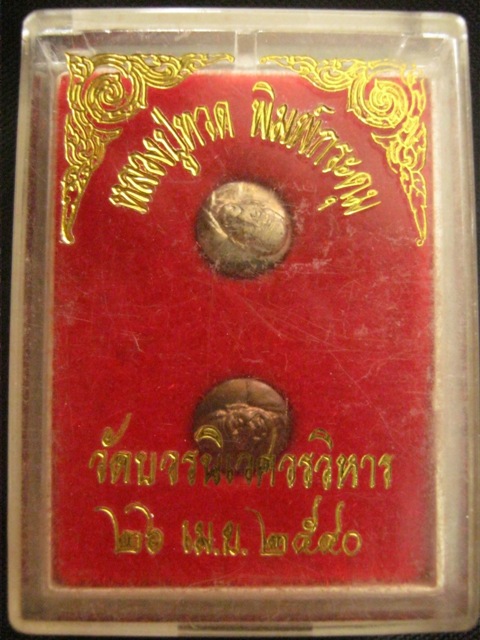 หลวงปู่ทวด พิมพ์กระดุม
วัดบวรนิเวศวรวิหาร
๒๖ เม.ย. ๒๕๔๐